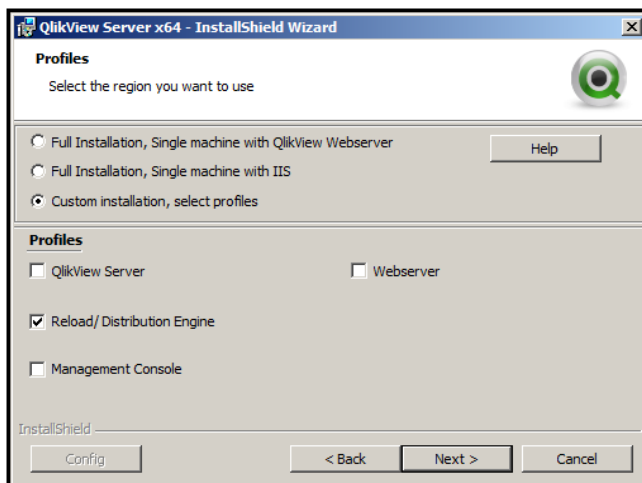 QlikView Server x64 - InstallShield Wizard
Profiles
Select the region you want to use
Full Installation, Single machine with QlikView Webserver
Help
Full Installation, Single machine with IIS
Custom installation, select profiles
Profiles
QlikView Server
Webserver
Reload/Distribution Engine
Management Console
InstallShield
Config
< Back
Next >
Cancel